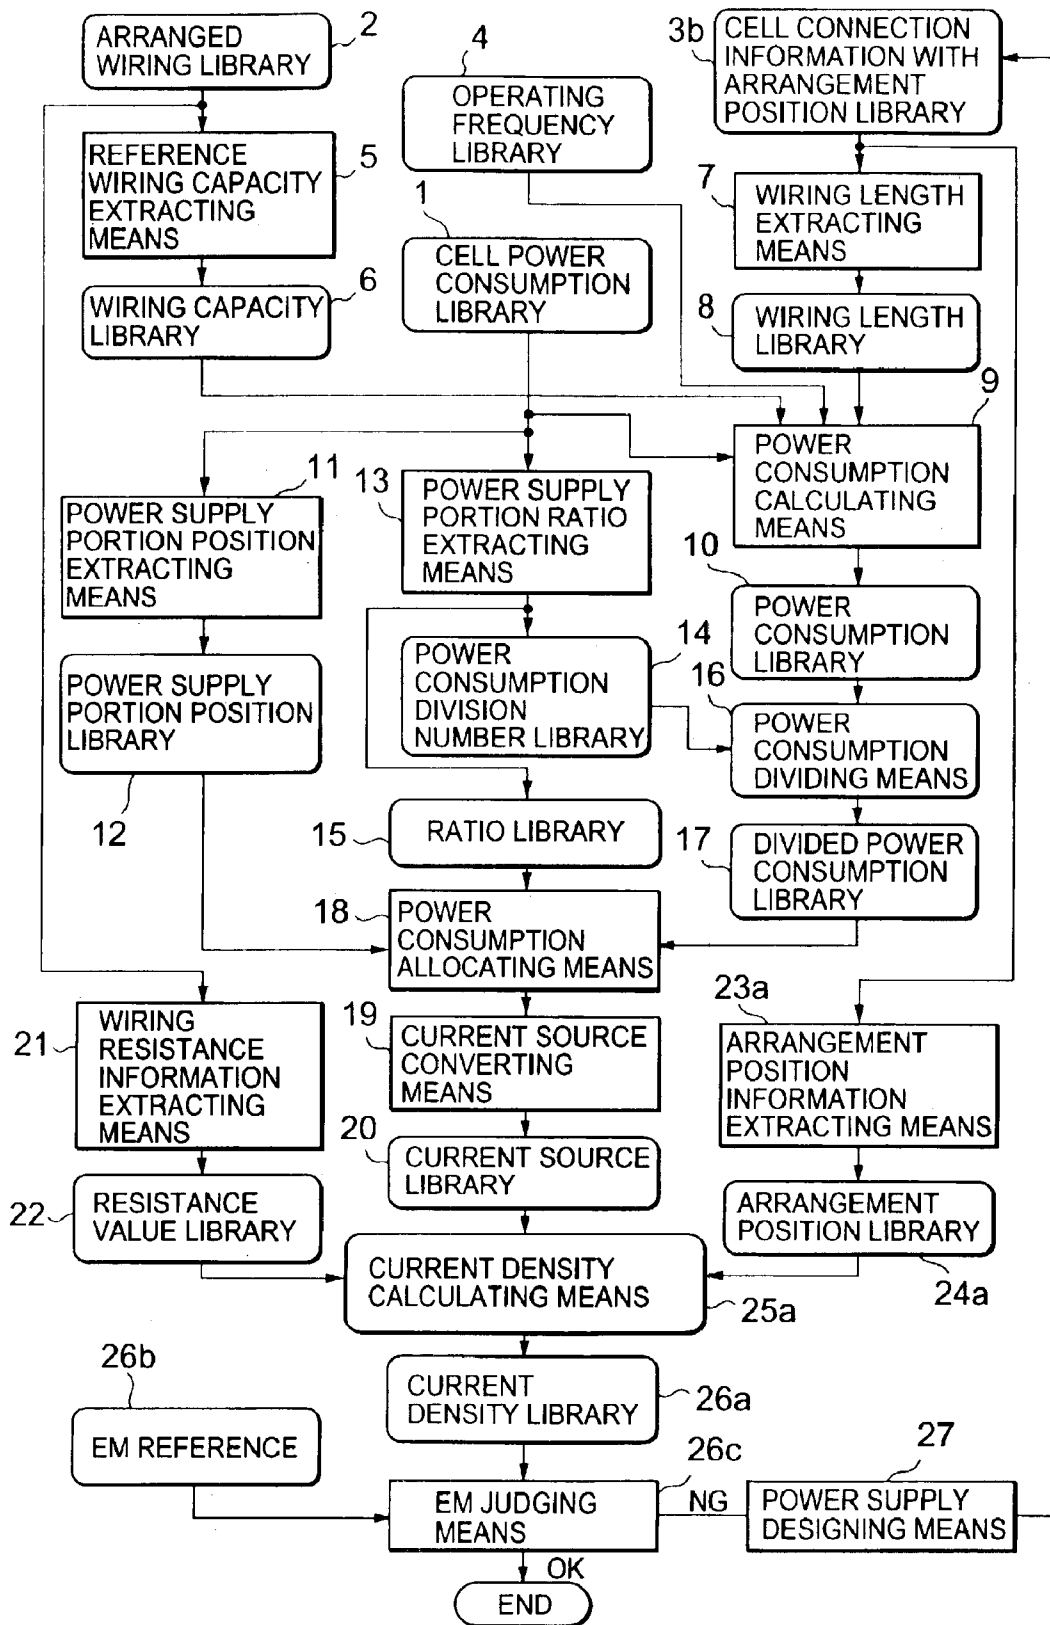 ARRANGED
WIRING LIBRARY
2
4
OPERATING
FREQUENCY
LIBRARY
3b
CELL CONNECTION
INFORMATION WITH
ARRANGEMENT
POSITION LIBRARY
REFERENCE
WIRING CAPACITY
EXTRACTING
MEANS
5
1
CELL POWER
CONSUMPTION
LIBRARY
7
WIRING LENGTH
EXTRACTING
MEANS
6
WIRING CAPACITY
LIBRARY
8
WIRING LENGTH
LIBRARY
9
POWER
CONSUMPTION
CALCULATING
MEANS
11
POWER SUPPLY
PORTION POSITION
EXTRACTING
MEANS
13
POWER SUPPLY
PORTION RATIO
EXTRACTING
MEANS
10
POWER
CONSUMPTION
LIBRARY
POWER SUPPLY
PORTION POSITION
LIBRARY
12
POWER
CONSUMPTION
DIVISION
NUMBER LIBRARY
14
16
POWER
CONSUMPTION
DIVIDING MEANS
15
RATIO LIBRARY
17
DIVIDED POWER
CONSUMPTION
LIBRARY
18
POWER
CONSUMPTION
ALLOCATING MEANS
21
WIRING
RESISTANCE
INFORMATION
EXTRACTING
MEANS
19
CURRENT SOURCE
CONVERTING
MEANS
23a
ARRANGEMENT
POSITION
INFORMATION
EXTRACTING MEANS
20
CURRENT SOURCE
LIBRARY
22
RESISTANCE
VALUE LIBRARY
ARRANGEMENT
POSITION LIBRARY
24a
CURRENT DENSITY
CALCULATING MEANS
25a
CURRENT
DENSITY LIBRARY
26a
26b
EM REFERENCE
26c
EM JUDGING
MEANS
NG
27
POWER SUPPLY
DESIGNING MEANS
OK
END